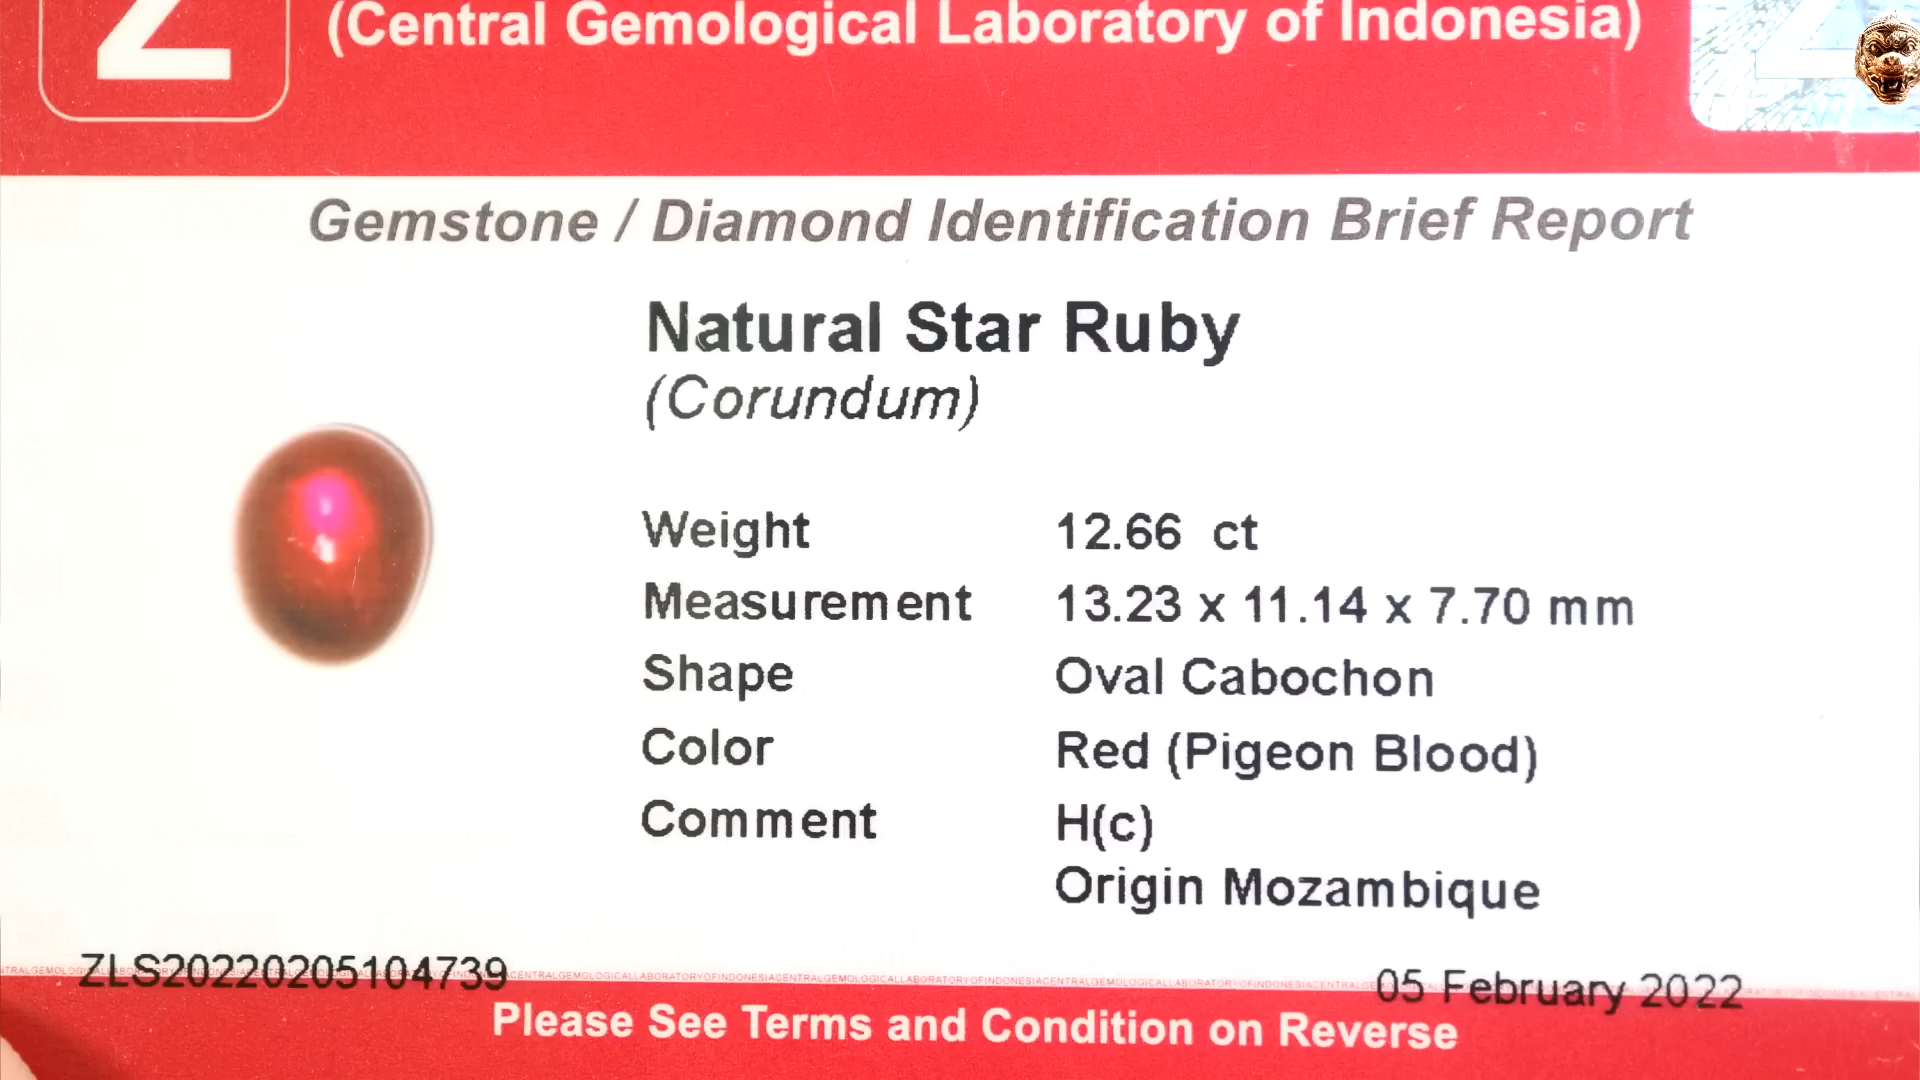 Z
(Central Gemological Laboratory of Indonesia)
Gemstone / Diamond Identification Brief Report
Natural Star Ruby
(Corundum)
Weight 12.66 ct
Measurement 13.23 x 11.14 x 7.70 mm
Shape Oval Cabochon
Color Red (Pigeon Blood)
Comment H(c)
Origin Mozambique
ZLS20220205104739
05 February 2022
Please See Terms and Condition on Reverse